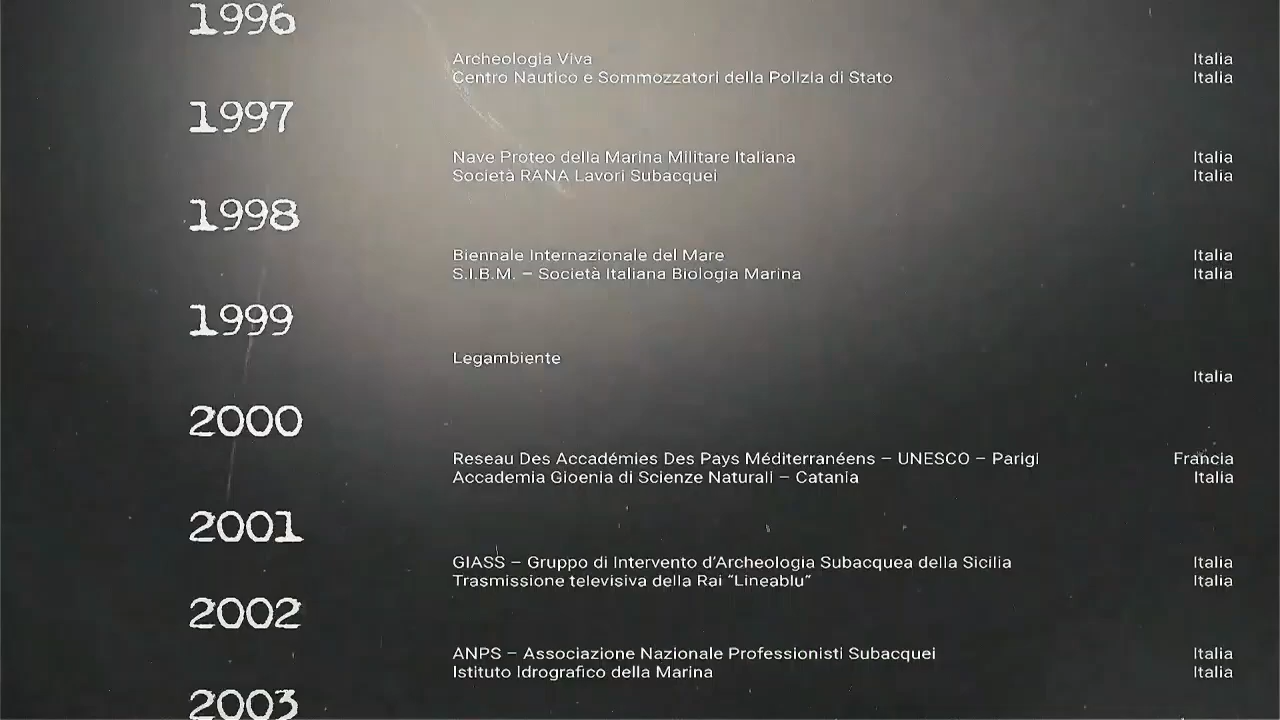 1996
Archeologia Viva Italia
Centro Nautico e Sommozzatori della Polizia di Stato Italia
1997
Nave Proteo della Marina Militare Italiana Italia
Società RANA Lavori Subacquei Italia
1998
Biennale Internazionale del Mare Italia
S.I.B.M. – Società Italiana Biologia Marina Italia
1999
Legambiente
Italia
2000
Reseau Des Accadémies Des Pays Méditerranéens – UNESCO – Parigi Francia
Accademia Gioenia di Scienze Naturali – Catania Italia
2001
GIASS – Gruppo di Intervento d’Archeologia Subacquea della Sicilia Italia
Trasmissione televisiva della Rai “Lineablu” Italia
2002
ANPS – Associazione Nazionale Professionisti Subacquei Italia
Istituto Idrografico della Marina Italia
2003